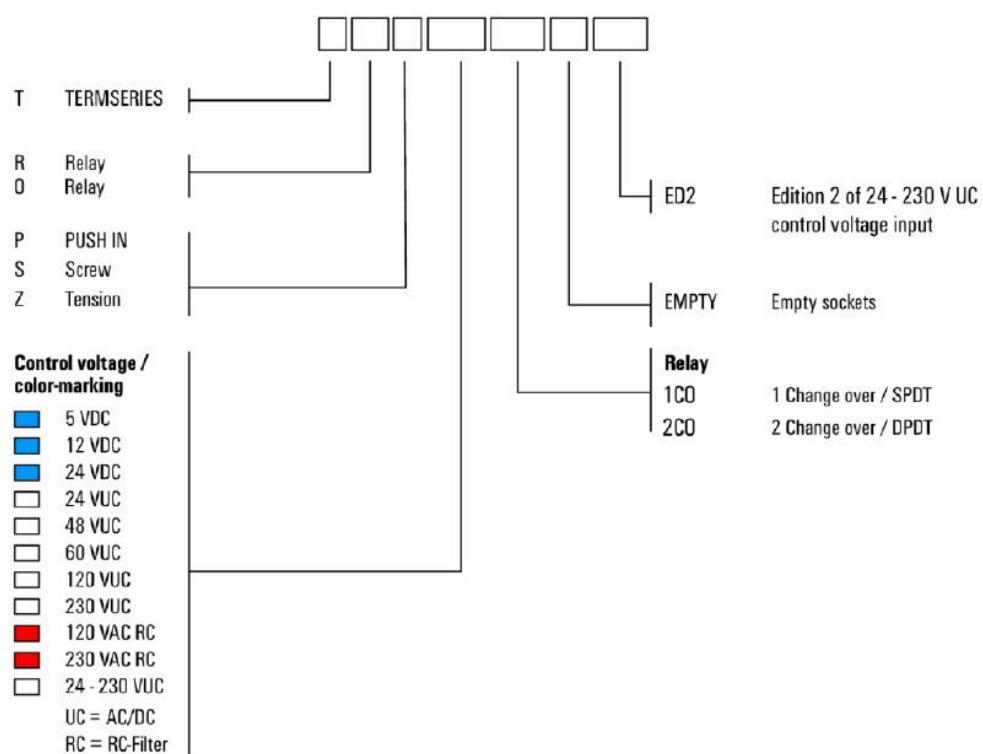 T TERMSERIES
R Relay
O Relay
P PUSH IN
S Screw
Z Tension
Control voltage /
color-marking
5 VDC
12 VDC
24 VDC
24 VUC
48 VUC
60 VUC
120 VUC
230 VUC
120 VAC RC
230 VAC RC
24 - 230 VUC
UC = AC/DC
RC = RC-Filter
ED2 Edition 2 of 24 - 230 V UC
control voltage input
EMPTY Empty sockets
Relay
1CO 1 Change over / SPDT
2CO 2 Change over / DPDT